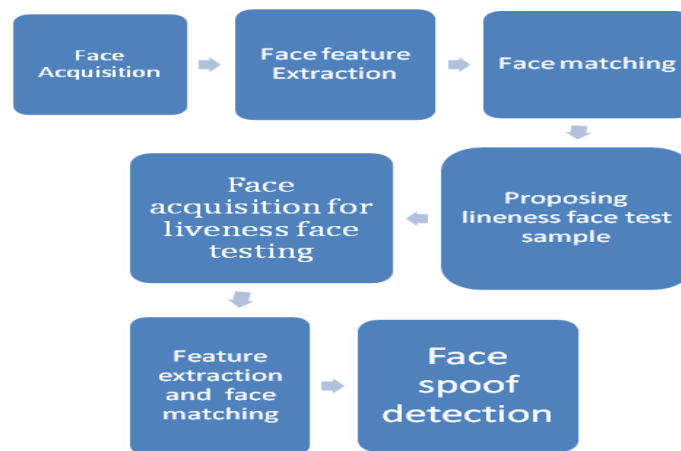 Face
Acquisition
Face feature
Extraction
Face matching
Proposing
lineness face test
sample
Face
acquisition for
liveness face
testing
Feature
extraction
and face
matching
Face
spoof
detection